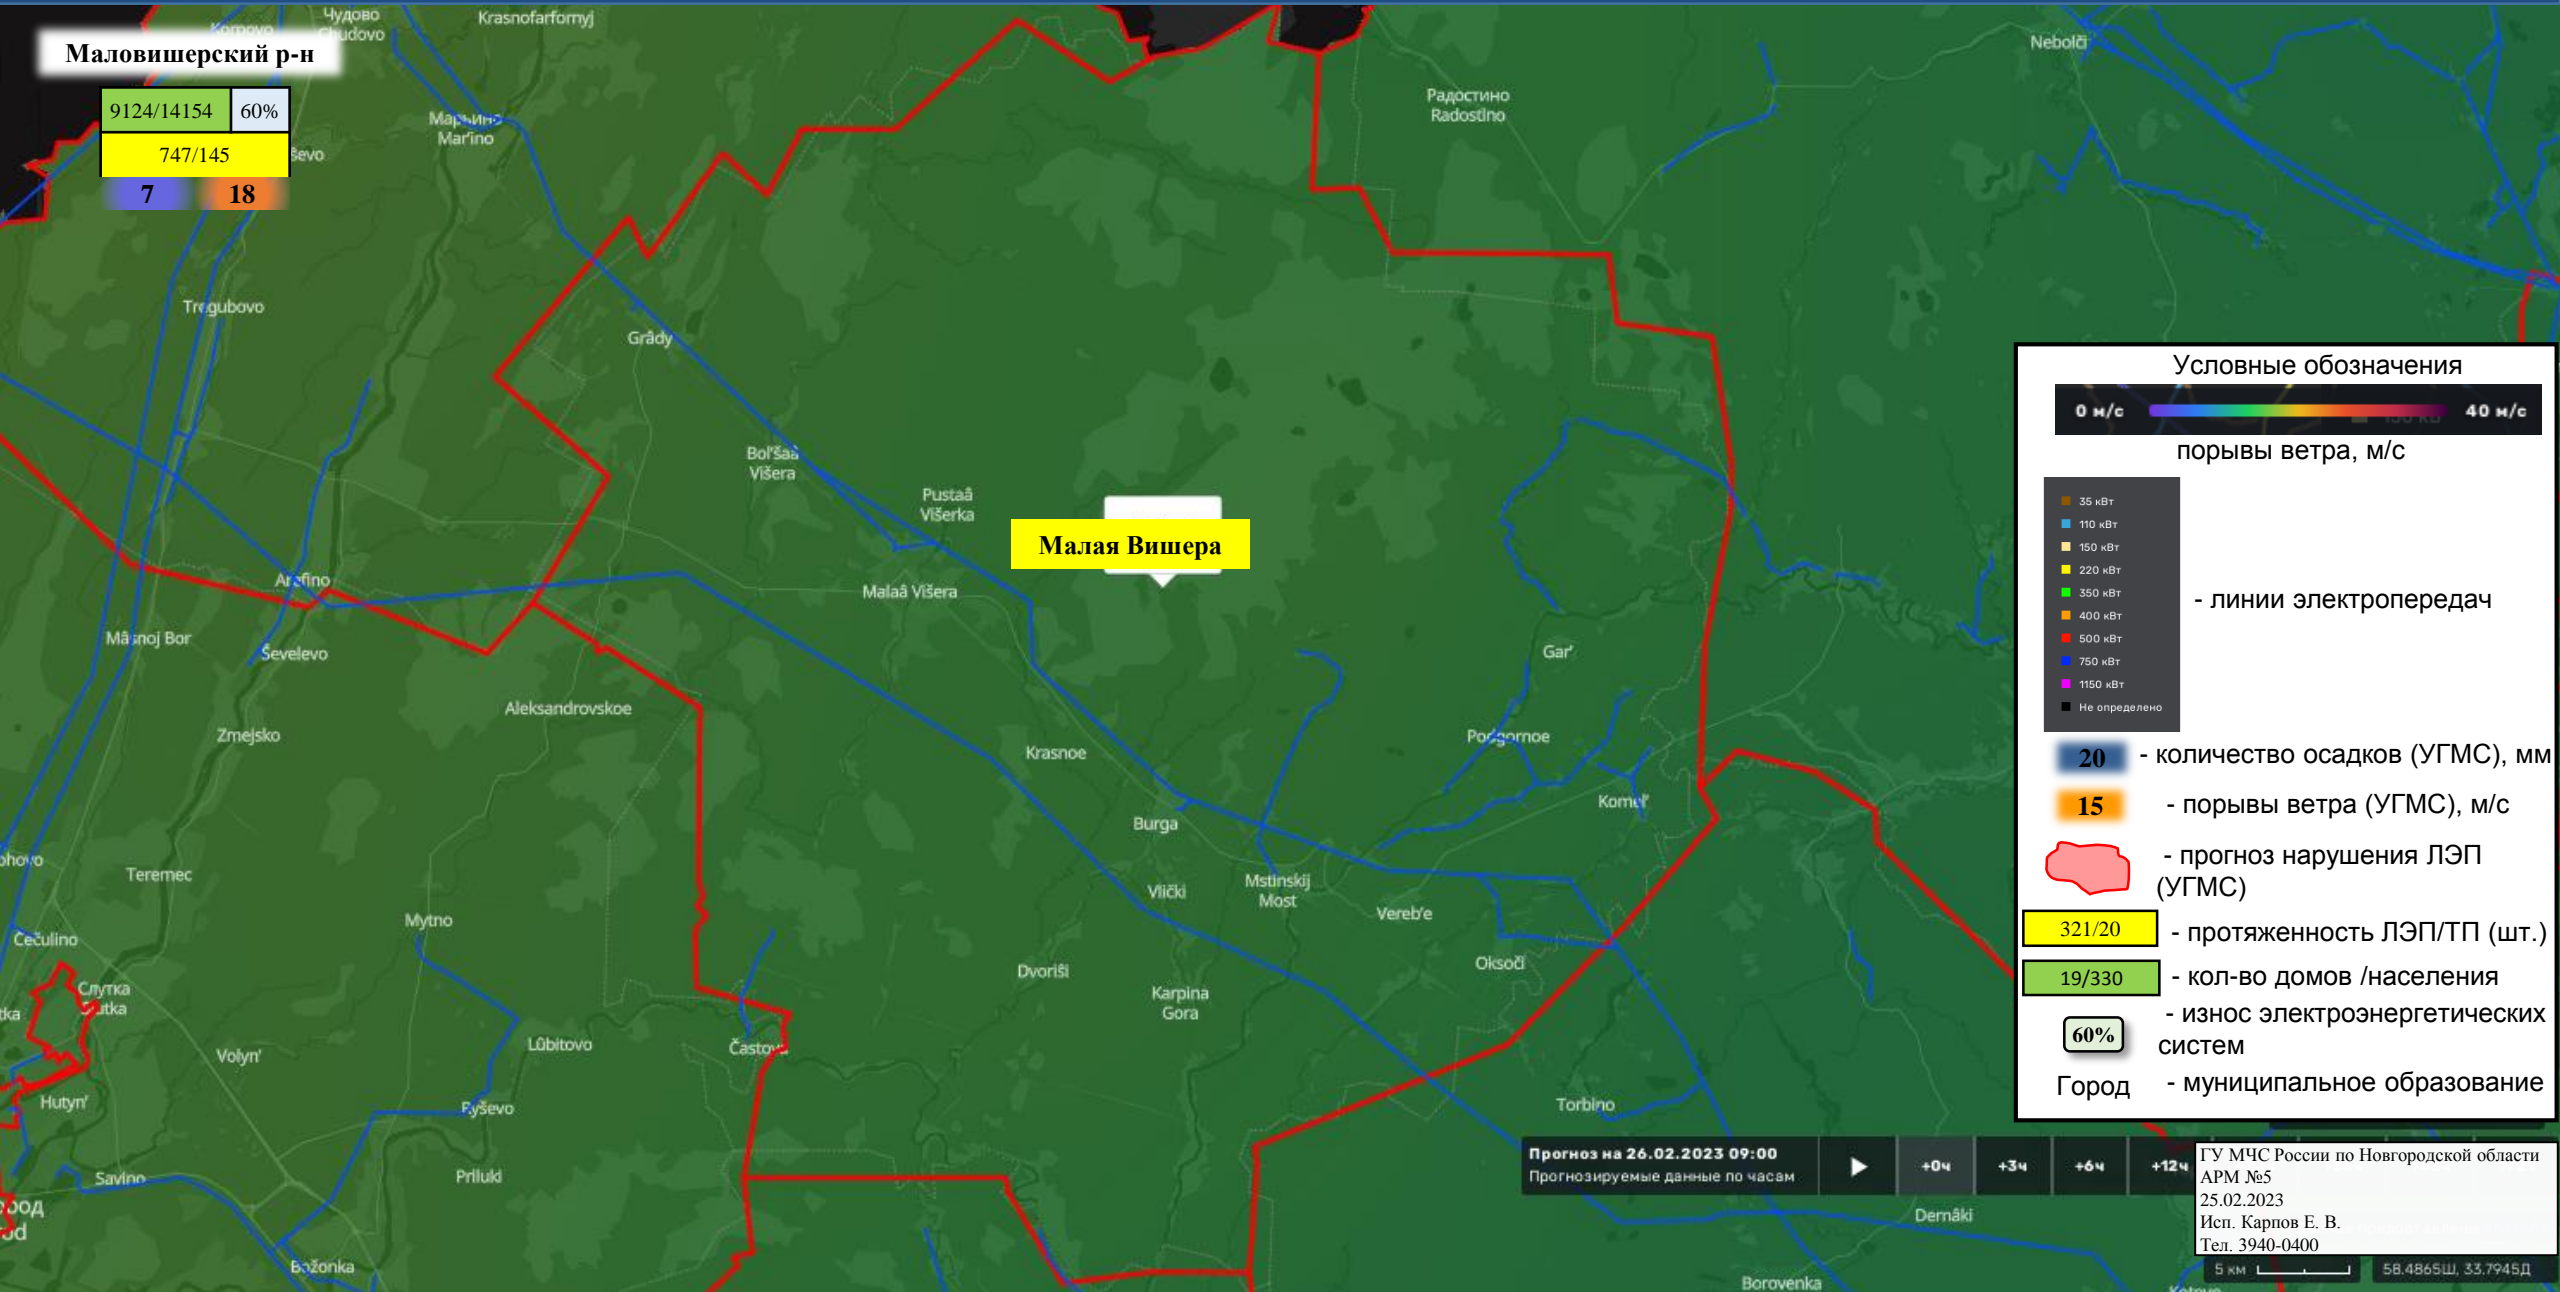 Маловишерский р-н
9124/14154 60%
747/145
7 18
Чудово
Chudovo
Krasnofarfornyj
Марьино
Mar'ino
Радостино
Radostino
Nebolči
Tregubovo
Grâdy
Bol'šaâ
Višera
Pustaâ
Višerka
Малая Вишера
Malaâ Višera
Arefino
Mâsnoj Bor
Ševelevo
Gar'
Aleksandrovskoe
Zmejsko
Krasnoe
Podgornoe
Komel'
Burga
Teremec
Vlički
Mstinskij
Most
Vereb'e
Mytno
Čečulino
Oksoči
Dvoriši
Слутка
Slutka
Karpina
Gora
Volyn'
Lûbitovo
Častova
Hutyn'
Ryševo
Torbino
Savino
Priluki
Dernâki
Božonka
Borovenka
Условные обозначения
0 м/с 40 м/с
порывы ветра, м/с
35 кВт
110 кВт
150 кВт
220 кВт
350 кВт
400 кВт
500 кВт
750 кВт
1150 кВт
Не определено
- линии электропередач
20 - количество осадков (УГМС), мм
15 - порывы ветра (УГМС), м/с
- прогноз нарушения ЛЭП
(УГМС)
321/20 - протяженность ЛЭП/ТП (шт.)
19/330 - кол-во домов /населения
60% - износ электроэнергетических
систем
Город - муниципальное образование
Прогноз на 26.02.2023 09:00
Прогнозируемые данные по часам
+0ч +3ч +6ч +12ч
ГУ МЧС России по Новгородской области
АРМ №5
25.02.2023
Исп. Карпов Е. В.
Тел. 3940-0400
5 км 58.4865Ш, 33.7945Д